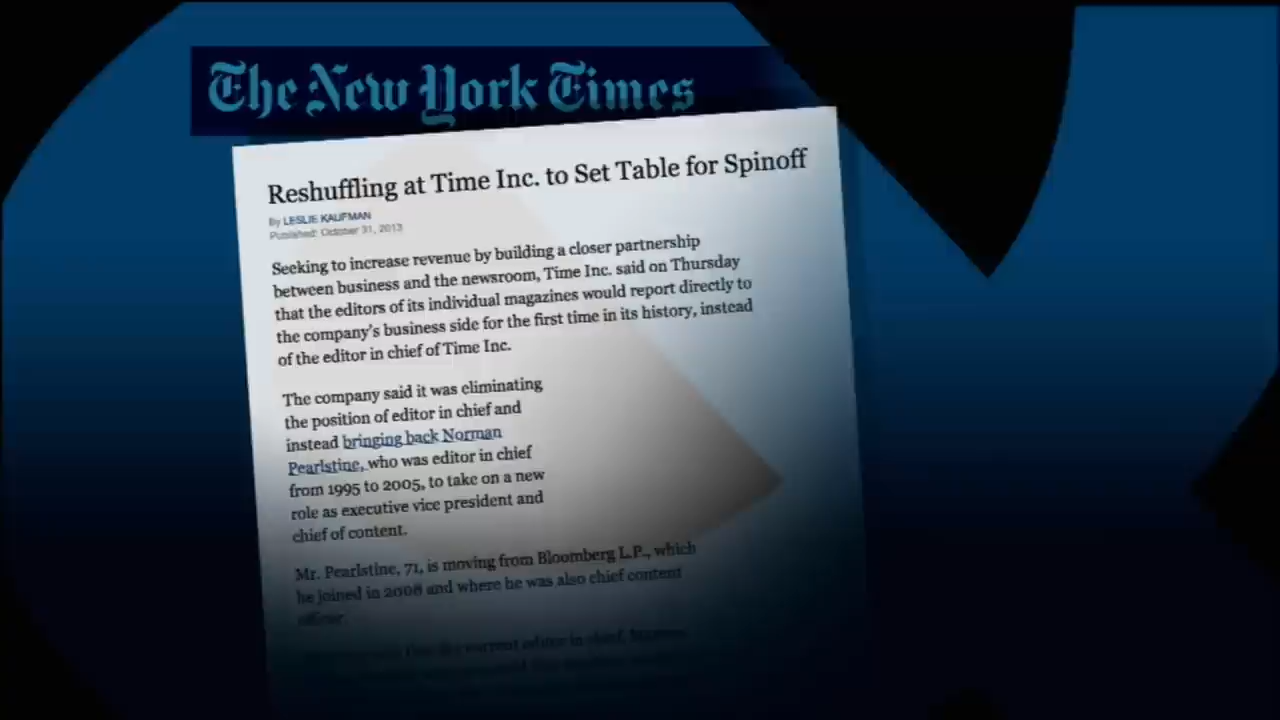 The New York Times
Reshuffling at Time Inc. to Set Table for Spinoff
By LESLIE KAUFMAN
Published: October 31, 2013
Seeking to increase revenue by building a closer partnership
between business and the newsroom, Time Inc. said on Thursday
that the editors of its individual magazines would report directly to
the company's business side for the first time in its history, instead
of the editor in chief of Time Inc.
The company said it was eliminating
the position of editor in chief and
instead bringing back Norman
Pearlstine, who was editor in chief
from 1995 to 2005, to take on a new
role as executive vice president and
chief of content.
Mr. Pearlstine, 71, is moving from Bloomberg L.P., which
he joined in 2008 and where he was also chief content
officer.
the current editor in chief,